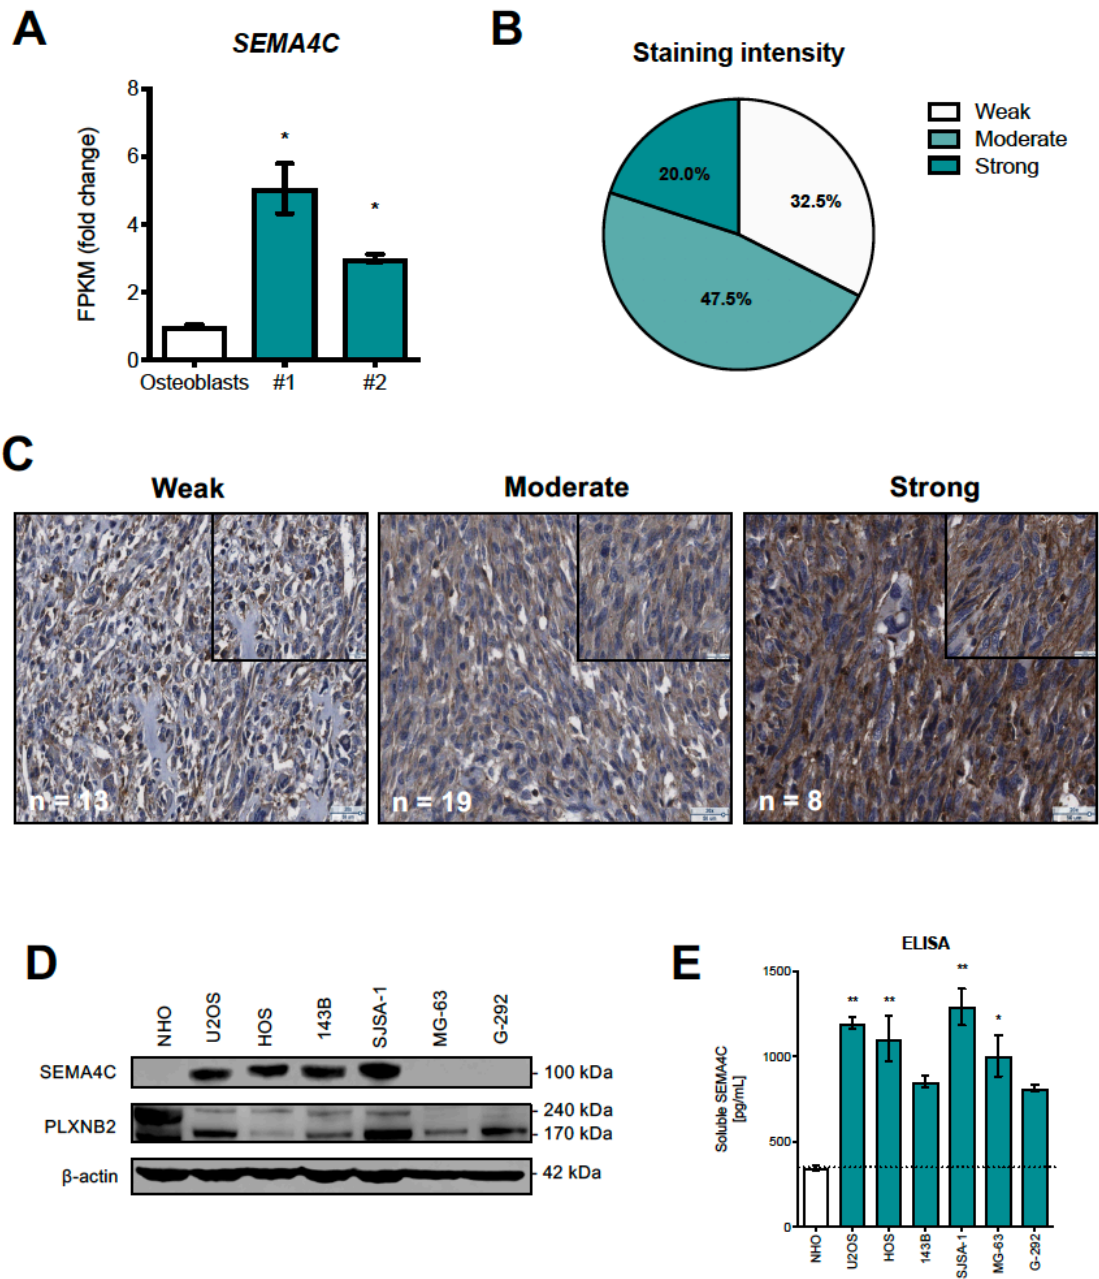 A
SEMA4C
FPKM (fold change)
8
6
4
2
0
*
*
Osteoblasts
#1
#2
B
Staining intensity
20.0%
32.5%
47.5%
Weak
Moderate
Strong
C
Weak
Moderate
Strong
n = 13
n = 19
n = 8
D
NHO
U2OS
HOS
143B
SJSA-1
MG-63
G-292
SEMA4C
- 100 kDa
PLXNB2
- 240 kDa
- 170 kDa
β-actin
- 42 kDa
E
ELISA
Soluble SEMA4C
[pg/mL]
1500
1000
500
0
**
**
**
*
NHO
U2OS
HOS
143B
SJSA-1
MG-63
G-292